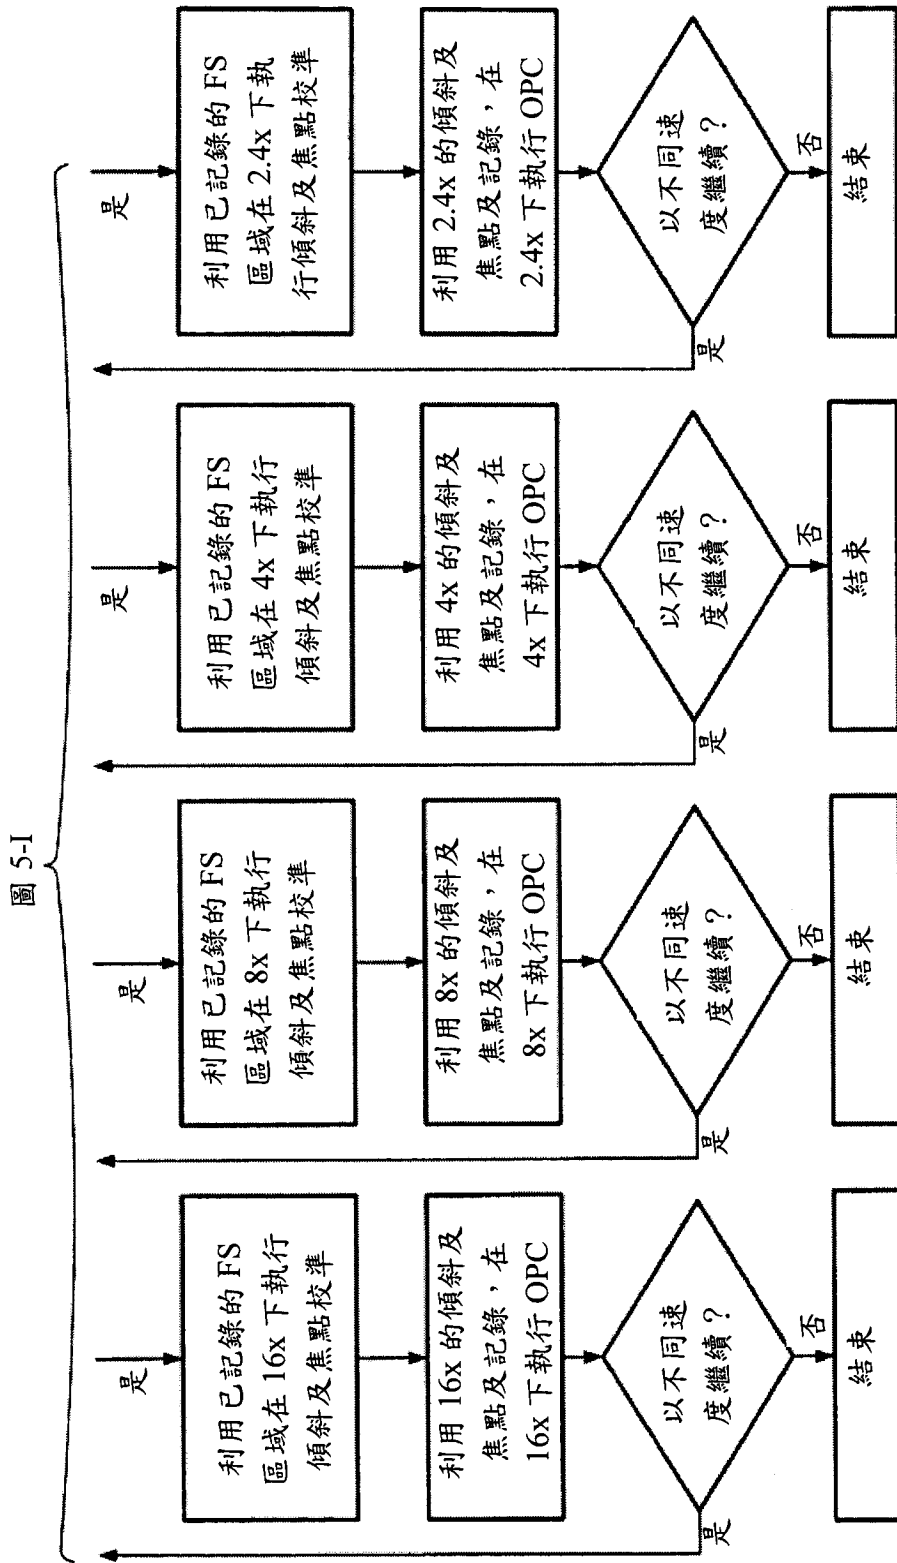 圖 5-I
是
利用已記錄的 FS
區域在 16x 下執行
傾斜及焦點校準
利用 16x 的傾斜及
焦點及記錄，在
16x 下執行 OPC
以不同速
度繼續？
是
否
結束
是
利用已記錄的 FS
區域在 8x 下執行
傾斜及焦點校準
利用 8x 的傾斜及
焦點及記錄，在
8x 下執行 OPC
以不同速
度繼續？
是
否
結束
是
利用已記錄的 FS
區域在 4x 下執行
傾斜及焦點校準
利用 4x 的傾斜及
焦點及記錄，在
4x 下執行 OPC
以不同速
度繼續？
是
否
結束
是
利用已記錄的 FS
區域在 2.4x 下執
行傾斜及焦點校準
利用 2.4x 的傾斜及
焦點及記錄，在
2.4x 下執行 OPC
以不同速
度繼續？
是
否
結束